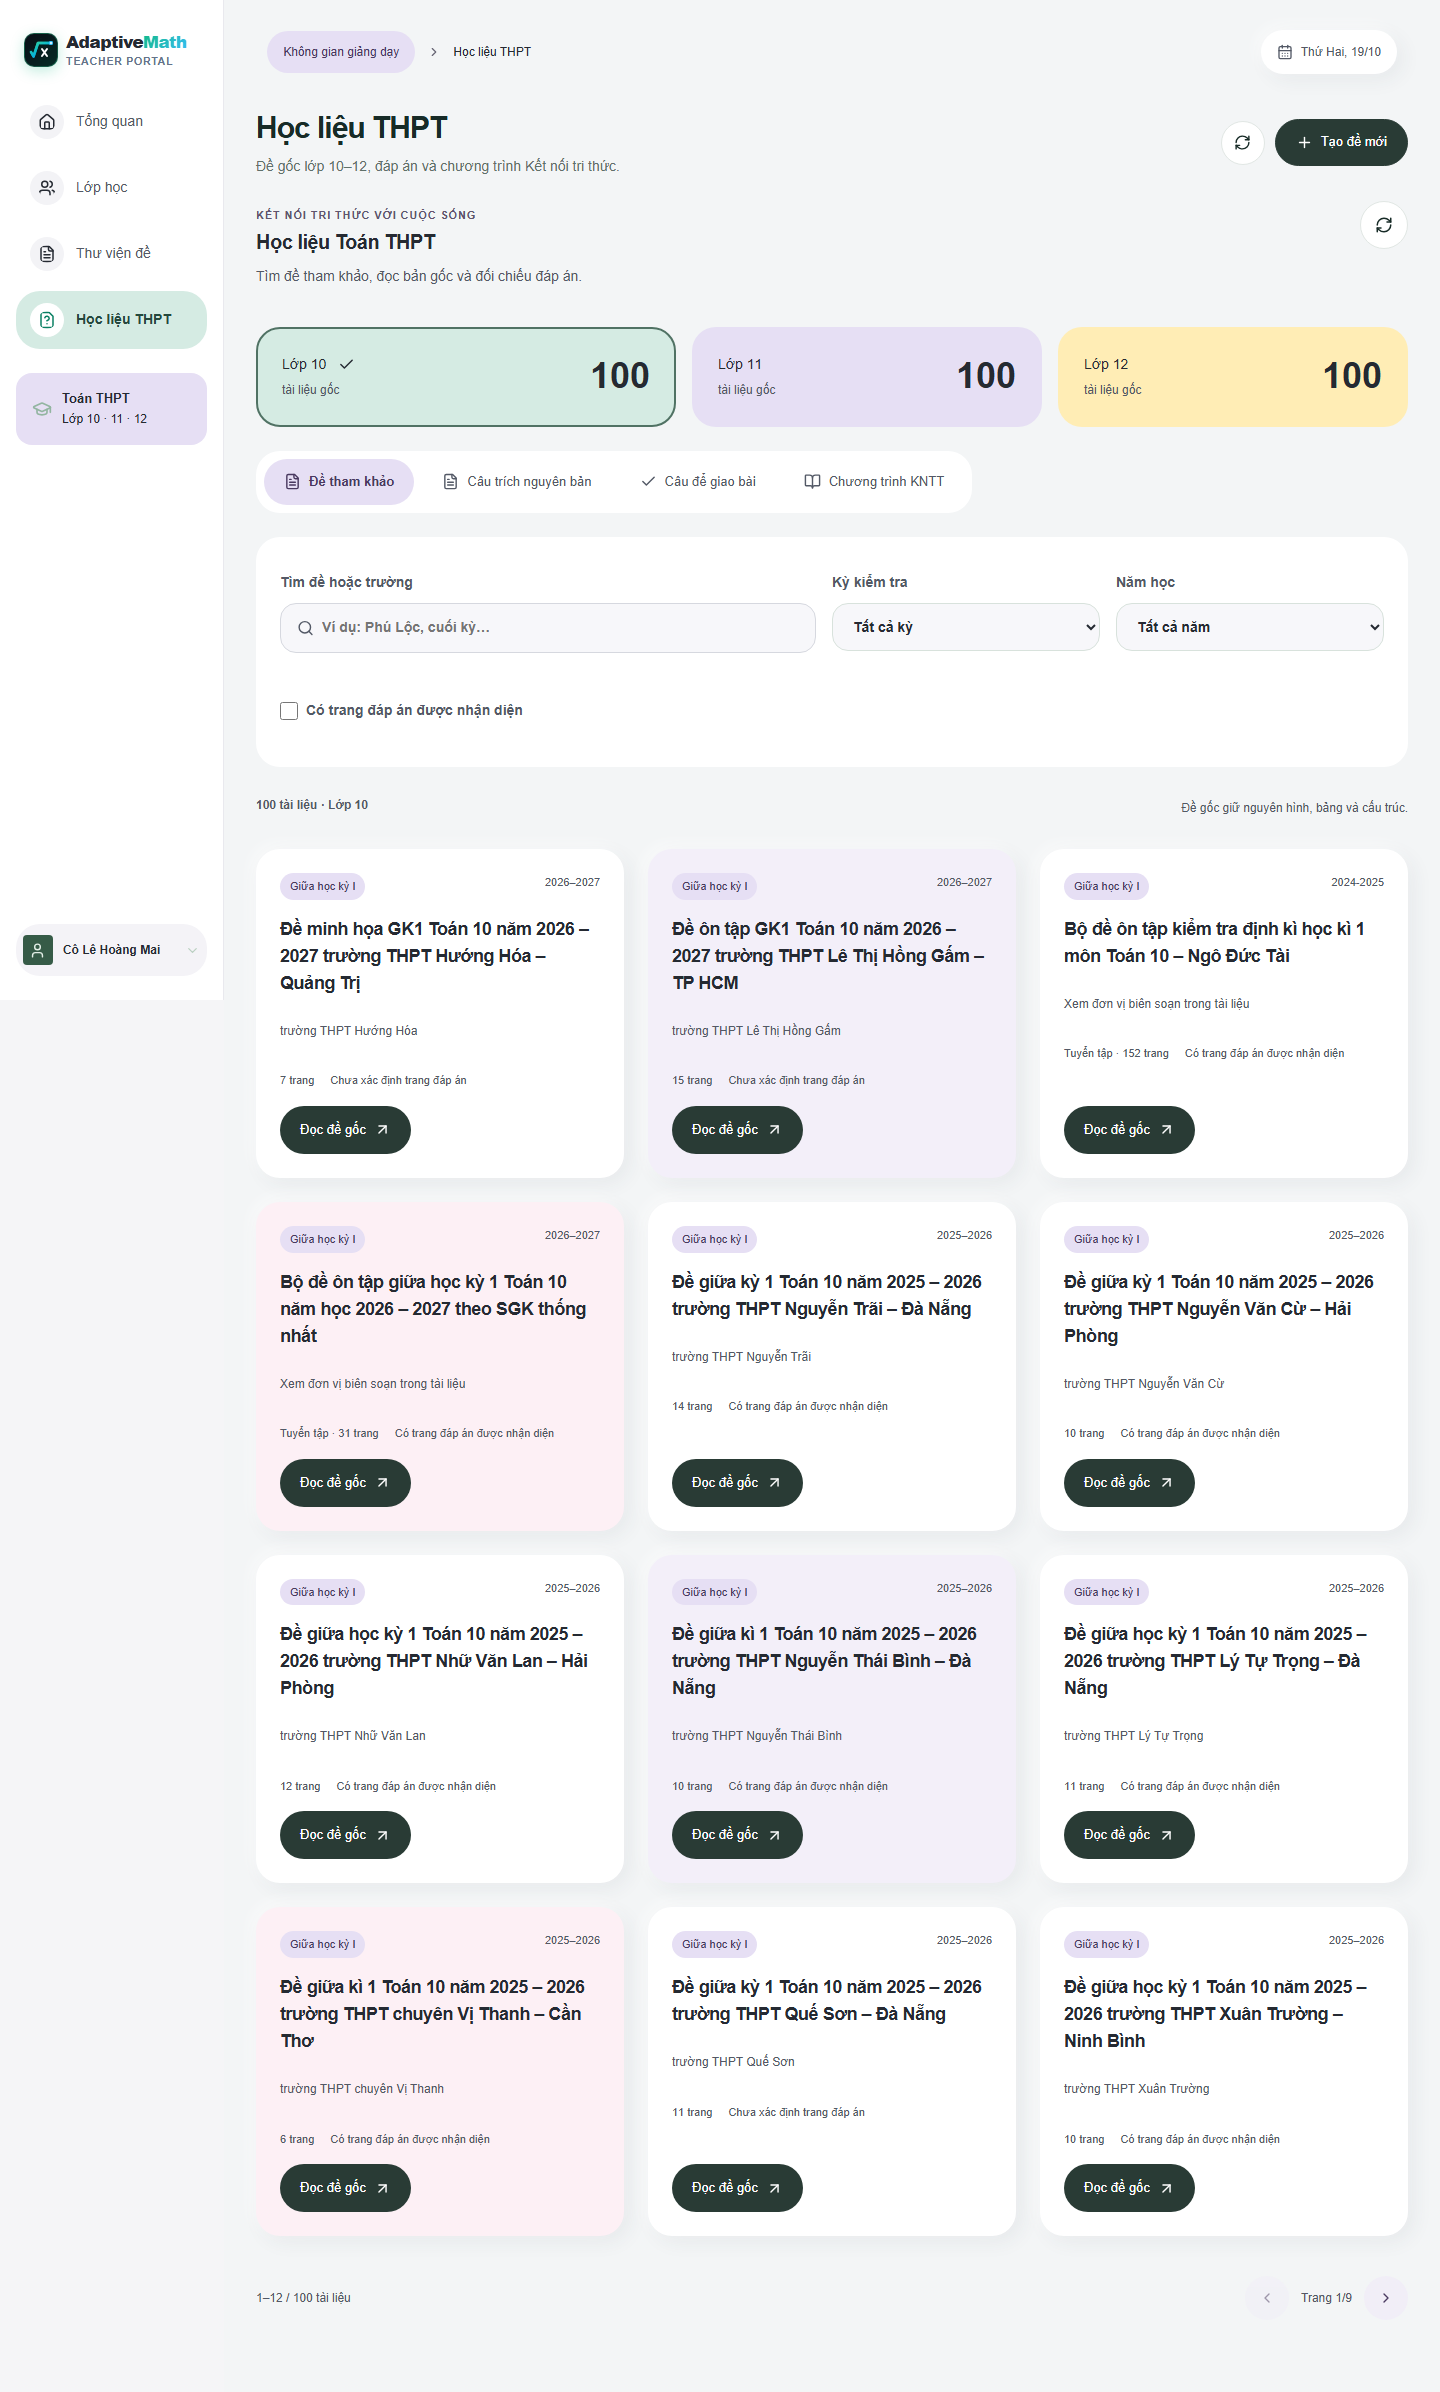 AdaptiveMath
TEACHER PORTAL
Tổng quan
Lớp học
Thư viện đề
Học liệu THPT
Toán THPT
Lớp 10 · 11 · 12
Cô Lê Hoàng Mai
Không gian giảng dạy
Học liệu THPT
Thứ Hai, 19/10
Học liệu THPT
Đề gốc lớp 10–12, đáp án và chương trình Kết nối tri thức.
Tạo đề mới
KẾT NỐI TRI THỨC VỚI CUỘC SỐNG
Học liệu Toán THPT
Tìm đề tham khảo, đọc bản gốc và đối chiếu đáp án.
Lớp 10
tài liệu gốc
100
Lớp 11
tài liệu gốc
100
Lớp 12
tài liệu gốc
100
Đề tham khảo
Câu trích nguyên bản
Câu để giao bài
Chương trình KNTT
Tìm đề hoặc trường
Ví dụ: Phú Lộc, cuối kỳ...
Kỳ kiểm tra
Tất cả kỳ
Năm học
Tất cả năm
Có trang đáp án được nhận diện
100 tài liệu · Lớp 10
Đề gốc giữ nguyên hình, bảng và cấu trúc.
Giữa học kỳ I
2026–2027
Đề minh họa GK1 Toán 10 năm 2026 –
2027 trường THPT Hướng Hóa –
Quảng Trị
trường THPT Hướng Hóa
7 trang
Chưa xác định trang đáp án
Đọc đề gốc
Giữa học kỳ I
2026–2027
Đề ôn tập GK1 Toán 10 năm 2026 –
2027 trường THPT Lê Thị Hồng Gấm –
TP HCM
trường THPT Lê Thị Hồng Gấm
15 trang
Chưa xác định trang đáp án
Đọc đề gốc
Giữa học kỳ I
2024-2025
Bộ đề ôn tập kiểm tra định kì học kì 1
môn Toán 10 – Ngô Đức Tài
Xem đơn vị biên soạn trong tài liệu
Tuyển tập · 152 trang
Có trang đáp án được nhận diện
Đọc đề gốc
Giữa học kỳ I
2026–2027
Bộ đề ôn tập giữa học kỳ 1 Toán 10
năm học 2026 – 2027 theo SGK thống
nhất
Xem đơn vị biên soạn trong tài liệu
Tuyển tập · 31 trang
Có trang đáp án được nhận diện
Đọc đề gốc
Giữa học kỳ I
2025–2026
Đề giữa kỳ 1 Toán 10 năm 2025 – 2026
trường THPT Nguyễn Trãi – Đà Nẵng
trường THPT Nguyễn Trãi
14 trang
Có trang đáp án được nhận diện
Đọc đề gốc
Giữa học kỳ I
2025–2026
Đề giữa kỳ 1 Toán 10 năm 2025 – 2026
trường THPT Nguyễn Văn Cừ – Hải
Phòng
trường THPT Nguyễn Văn Cừ
10 trang
Có trang đáp án được nhận diện
Đọc đề gốc
Giữa học kỳ I
2025–2026
Đề giữa học kỳ 1 Toán 10 năm 2025 –
2026 trường THPT Nhữ Văn Lan – Hải
Phòng
trường THPT Nhữ Văn Lan
12 trang
Có trang đáp án được nhận diện
Đọc đề gốc
Giữa học kỳ I
2025–2026
Đề giữa kì 1 Toán 10 năm 2025 – 2026
trường THPT Nguyễn Thái Bình – Đà
Nẵng
trường THPT Nguyễn Thái Bình
10 trang
Có trang đáp án được nhận diện
Đọc đề gốc
Giữa học kỳ I
2025–2026
Đề giữa học kỳ 1 Toán 10 năm 2025 –
2026 trường THPT Lý Tự Trọng – Đà
Nẵng
trường THPT Lý Tự Trọng
11 trang
Có trang đáp án được nhận diện
Đọc đề gốc
Giữa học kỳ I
2025–2026
Đề giữa kì 1 Toán 10 năm 2025 – 2026
trường THPT chuyên Vị Thanh – Cần
Thơ
trường THPT chuyên Vị Thanh
6 trang
Có trang đáp án được nhận diện
Đọc đề gốc
Giữa học kỳ I
2025–2026
Đề giữa kỳ 1 Toán 10 năm 2025 – 2026
trường THPT Quế Sơn – Đà Nẵng
trường THPT Quế Sơn
11 trang
Chưa xác định trang đáp án
Đọc đề gốc
Giữa học kỳ I
2025–2026
Đề giữa học kỳ 1 Toán 10 năm 2025 –
2026 trường THPT Xuân Trường –
Ninh Bình
trường THPT Xuân Trường
10 trang
Có trang đáp án được nhận diện
Đọc đề gốc
1–12 / 100 tài liệu
Trang 1/9